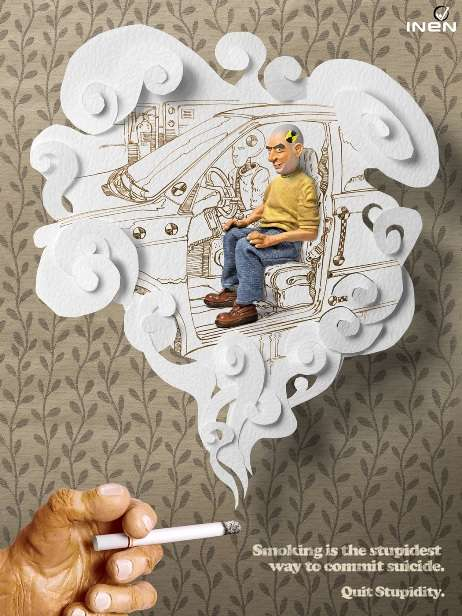 INEN
Smoking is the stupidest
way to commit suicide.
Quit Stupidity.